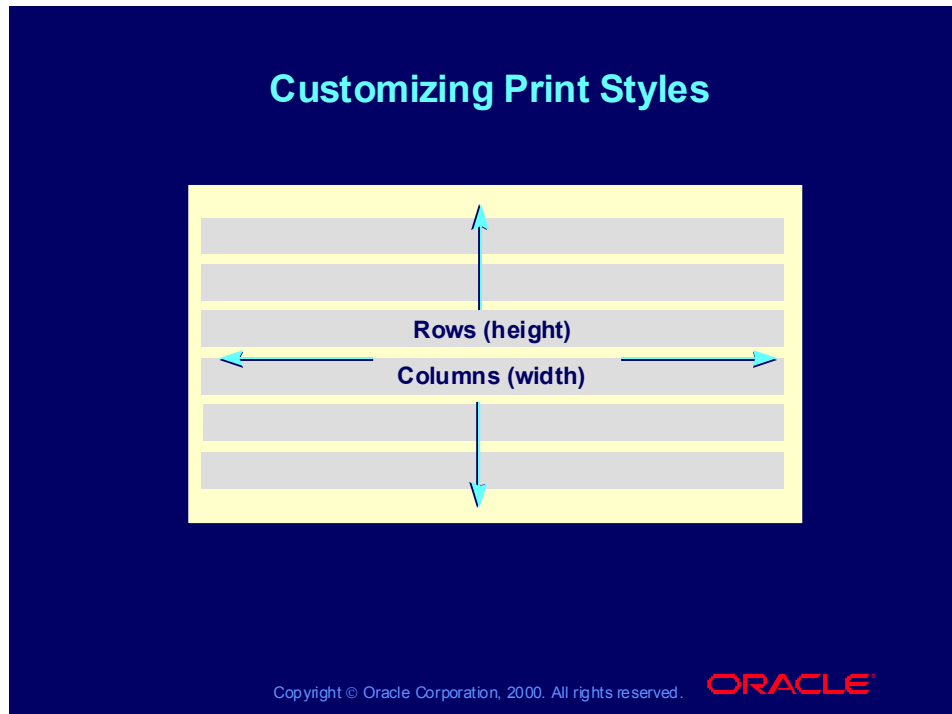 Customizing Print Styles
Rows (height)
Columns (width)
Copyright © Oracle Corporation, 2000. All rights reserved.
ORACLE®